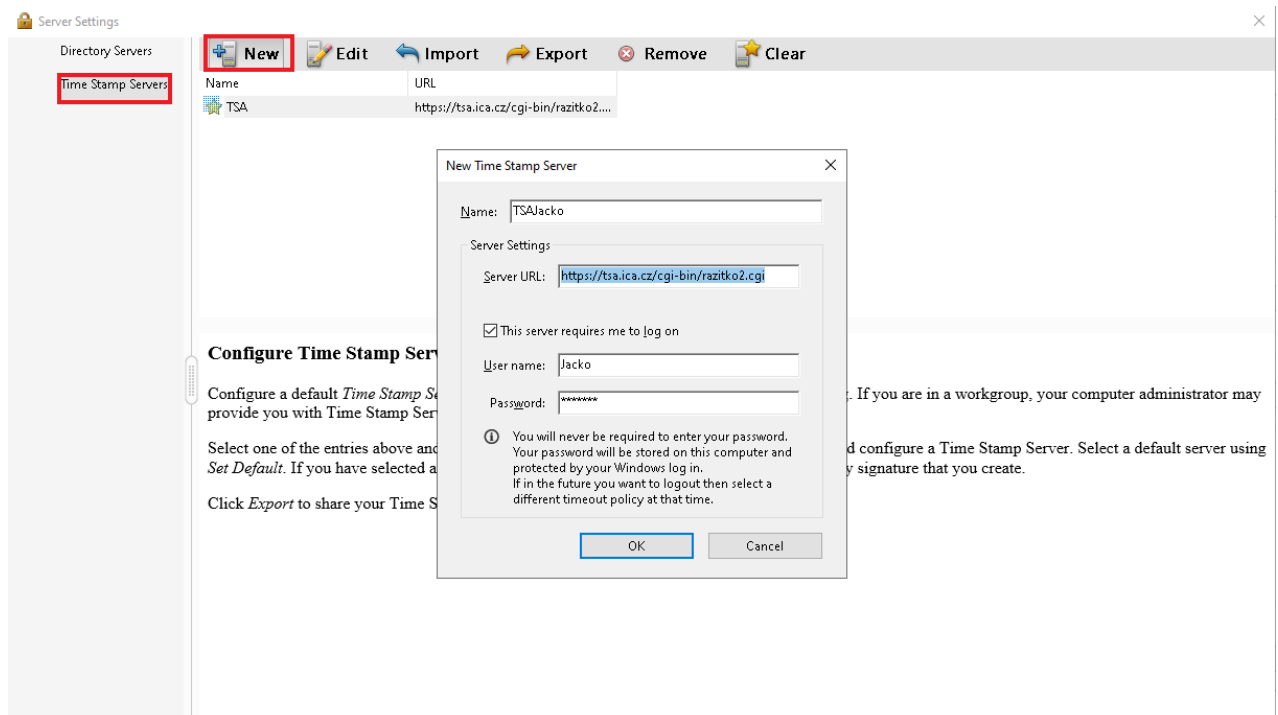 Server Settings
Directory Servers
Time Stamp Servers
New Edit Import Export Remove Clear
Name URL
TSA https://tsa.ica.cz/cgi-bin/razitko2....
New Time Stamp Server
Name: TSAJacko
Server Settings
Server URL: https://tsa.ica.cz/cgi-bin/razitko2.cgi
This server requires me to log on
User name: Jacko
Password: *******
You will never be required to enter your password.
Your password will be stored on this computer and
protected by your Windows log in.
If in the future you want to logout then select a
different timeout policy at that time.
OK Cancel
Configure Time Stamp Serv
Configure a default Time Stamp Se
. If you are in a workgroup, your computer administrator may
provide you with Time Stamp Ser
Select one of the entries above and
d configure a Time Stamp Server. Select a default server using
Set Default. If you have selected a
y signature that you create.
Click Export to share your Time S